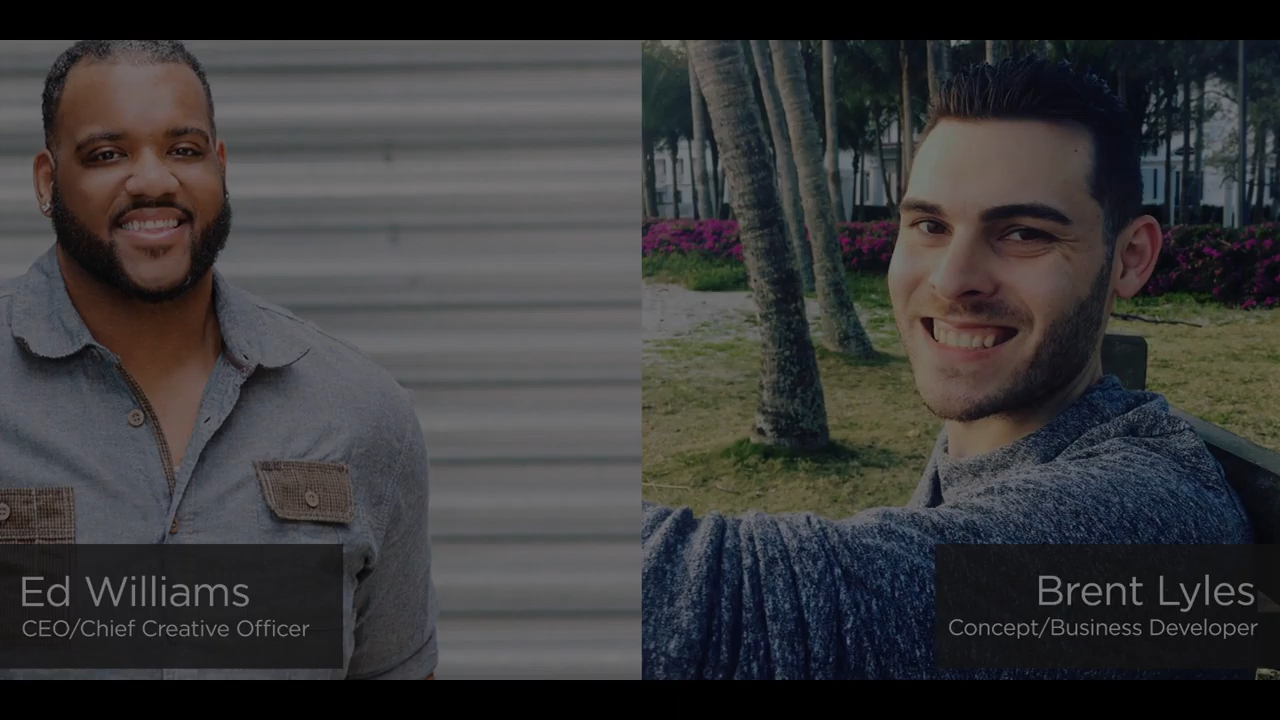 Ed Williams
CEO/Chief Creative Officer
Brent Lyles
Concept/Business Developer